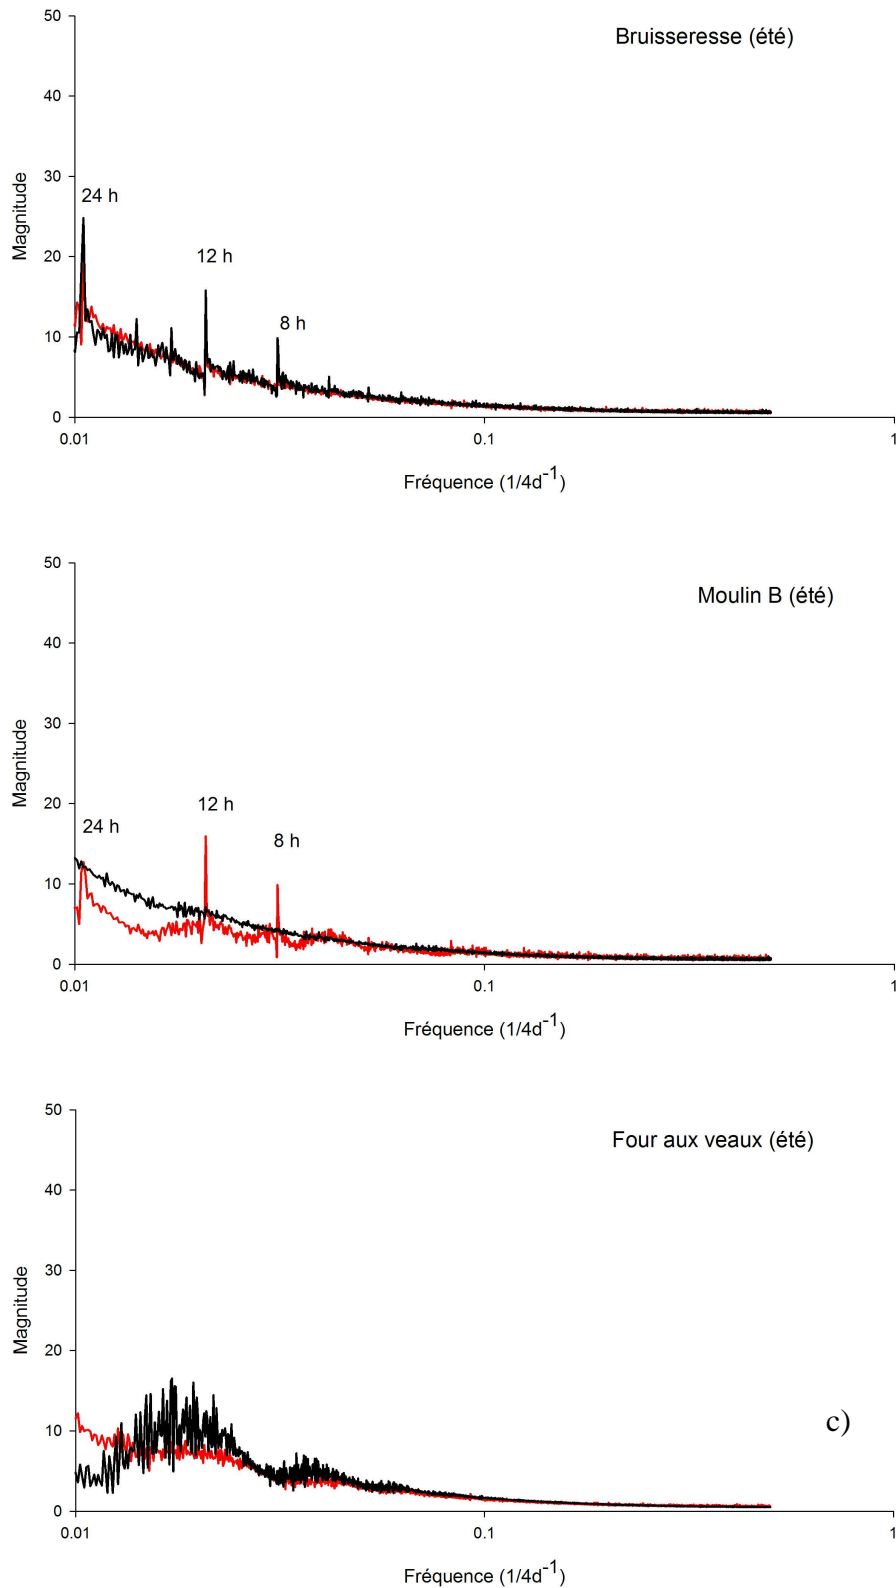 Bruisseresse (été)
50
40
30
20
10
0
Magnitude
24 h
12 h
8 h
0.01
0.1
1
Fréquence (1/4d-1)
Moulin B (été)
50
40
30
20
10
0
Magnitude
24 h
12 h
8 h
0.01
0.1
1
Fréquence (1/4d-1)
Four aux veaux (été)
50
40
30
20
10
0
Magnitude
c)
0.01
0.1
1
Fréquence (1/4d-1)